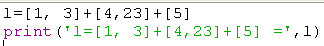 l=[1, 3]+[4,23]+[5]
print('l=[1, 3]+[4,23]+[5] =',l)